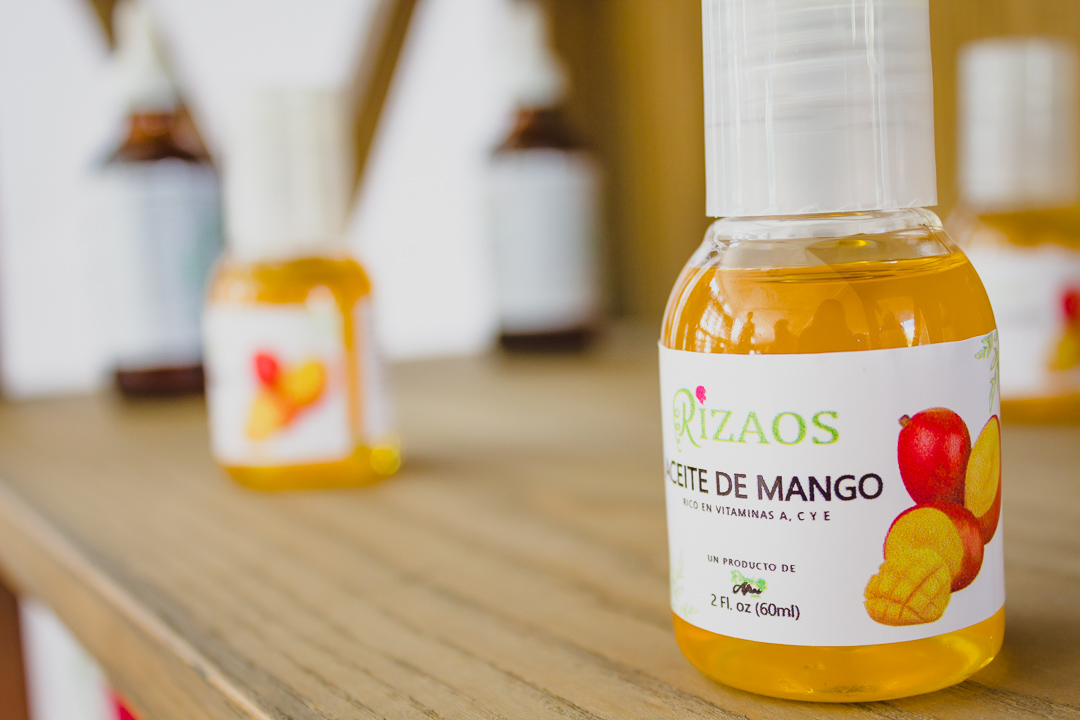 RIZAOS
ACEITE DE MANGO
RICO EN VITAMINAS A, C Y E
UN PRODUCTO DE
2 Fl. oz (60ml)